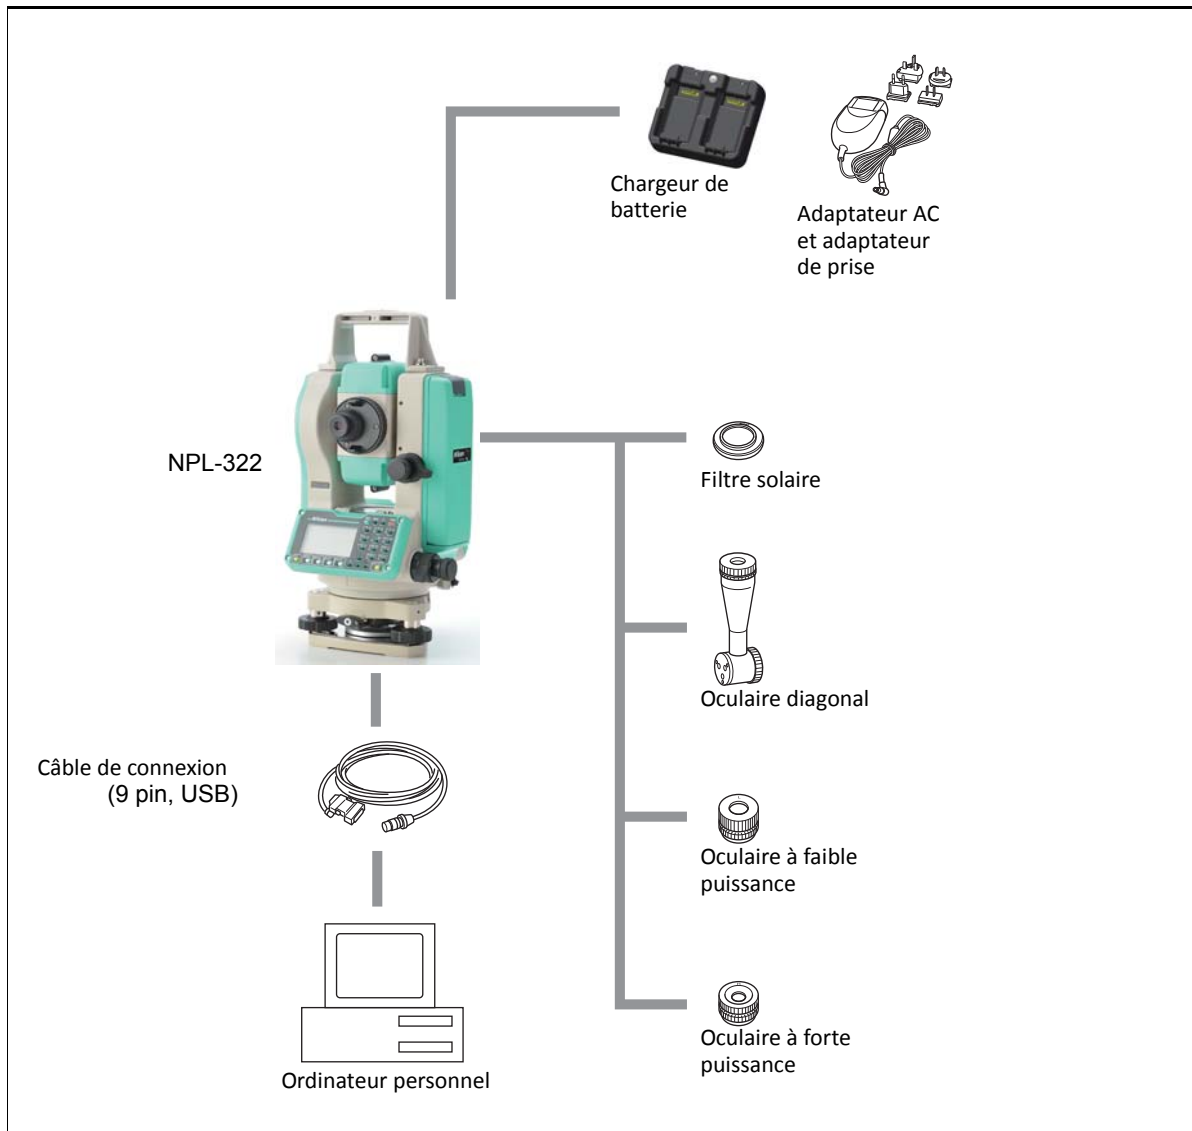 Chargeur de
batterie
Adaptateur AC
et adaptateur
de prise
NPL-322
Filtre solaire
Oculaire diagonal
Câble de connexion
(9 pin, USB)
Oculaire à faible
puissance
Oculaire à forte
puissance
Ordinateur personnel